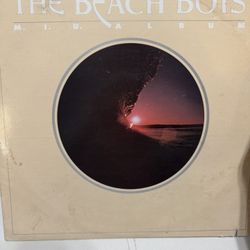 THE BEACH BOYS
M.I.U. ALBUM